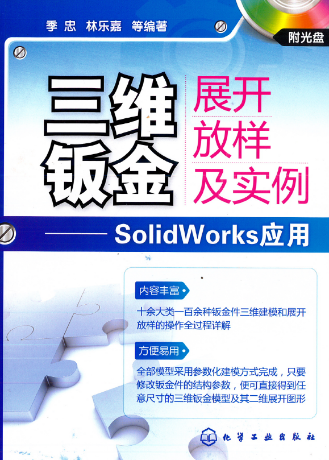 季 忠 林乐嘉 等编著
附光盘
三维
钣金
展开
放样
及实例
——SolidWorks应用
内容丰富
十余大类一百余种钣金件三维建模和展开
放样的操作全过程详解
方便易用
全部模型采用参数化建模方式完成，只要
修改钣金件的结构参数，便可直接得到任
意尺寸的三维钣金模型及其二维展开图形
化学工业出版社